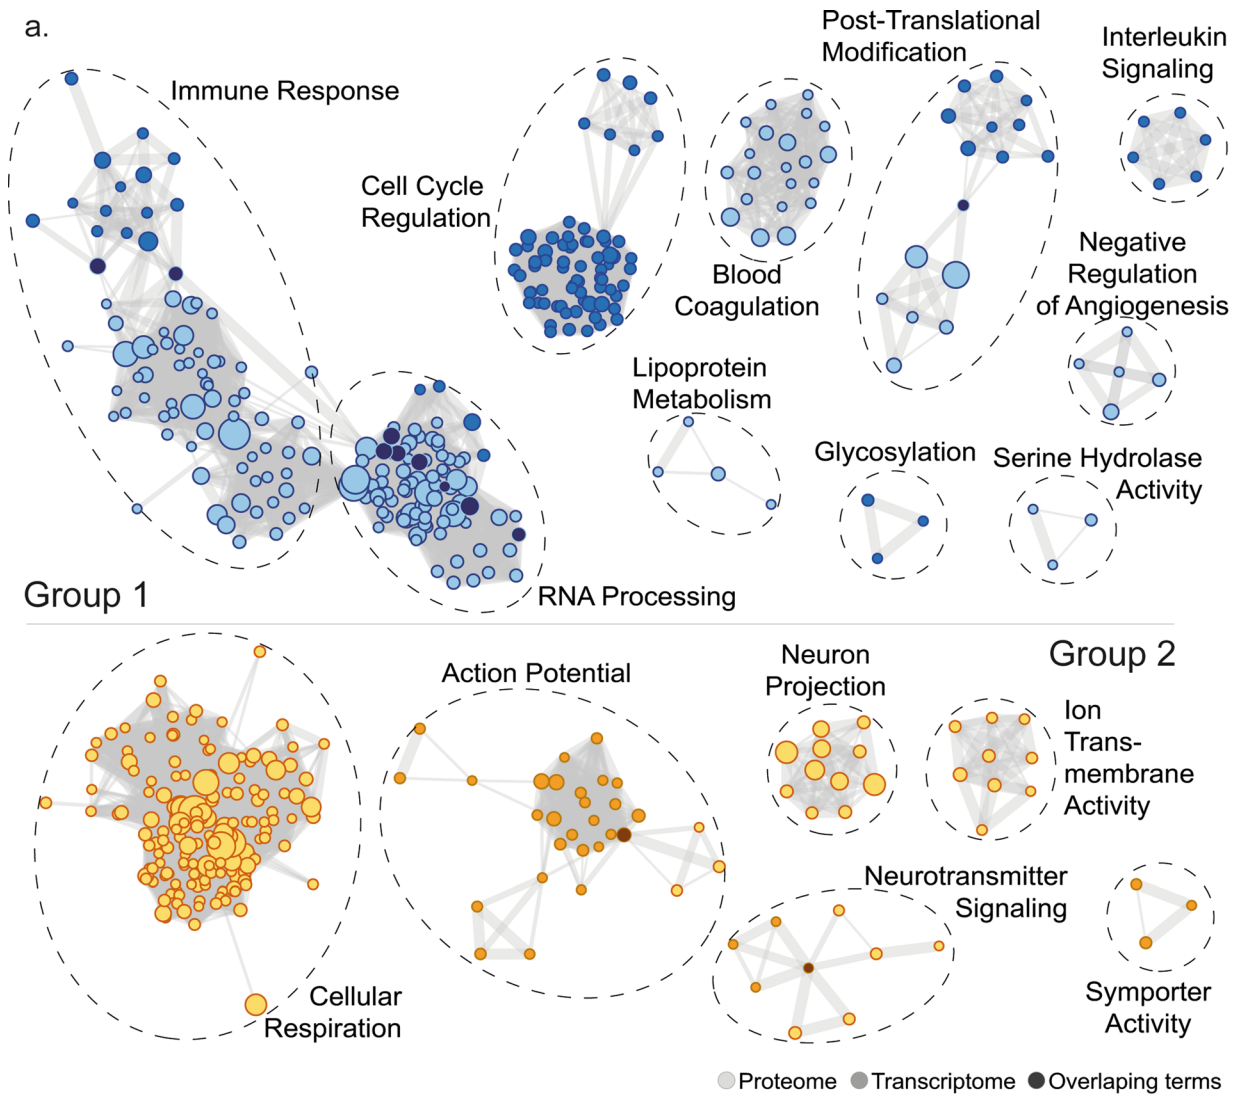 a.
Immune Response
Cell Cycle
Regulation
Blood
Coagulation
Post-Translational
Modification
Interleukin
Signaling
Negative
Regulation
of Angiogenesis
Lipoprotein
Metabolism
Glycosylation
Serine Hydrolase
Activity
RNA Processing
Group 1
Group 2
Action Potential
Neuron
Projection
Ion
Trans-
membrane
Activity
Neurotransmitter
Signaling
Cellular
Respiration
Symporter
Activity
Proteome
Transcriptome
Overlaping terms